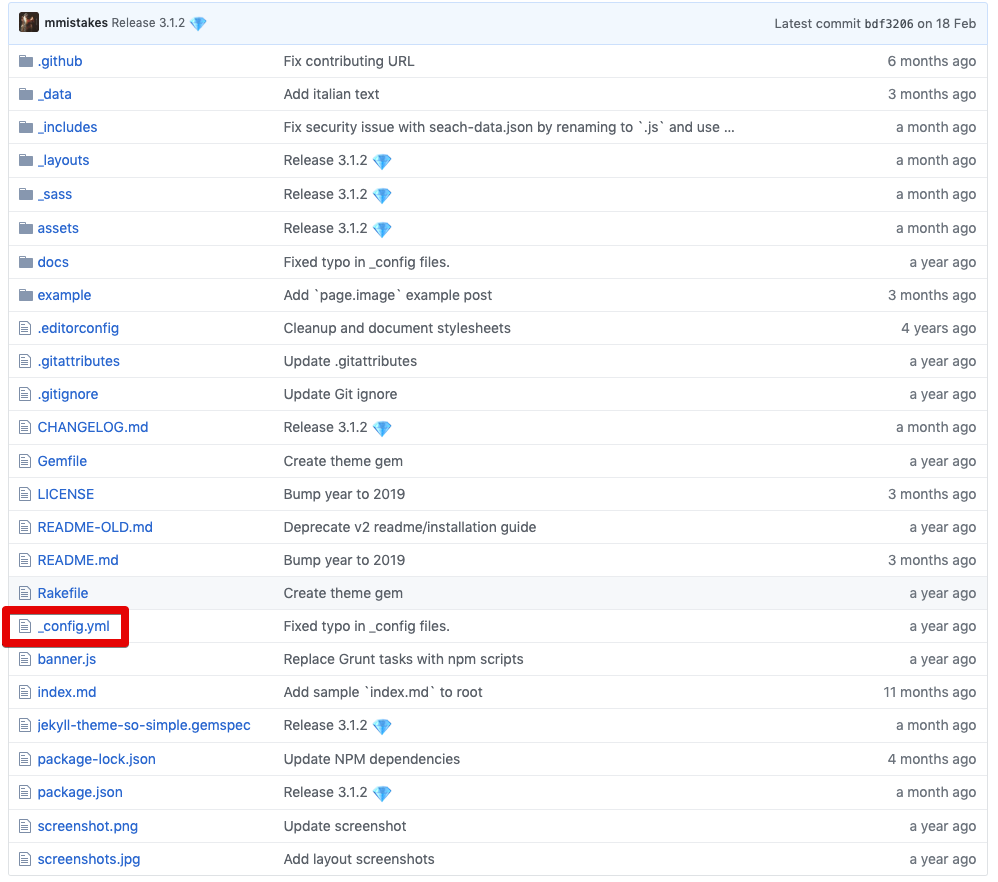 mmistakes Release 3.1.2 💎 Latest commit bdf3206 on 18 Feb
.github Fix contributing URL 6 months ago
_data Add italian text 3 months ago
_includes Fix security issue with seach-data.json by renaming to `.js` and use ... a month ago
_layouts Release 3.1.2 💎 a month ago
_sass Release 3.1.2 💎 a month ago
assets Release 3.1.2 💎 a month ago
docs Fixed typo in _config files. a year ago
example Add `page.image` example post 3 months ago
.editorconfig Cleanup and document stylesheets 4 years ago
.gitattributes Update .gitattributes a year ago
.gitignore Update Git ignore a year ago
CHANGELOG.md Release 3.1.2 💎 a month ago
Gemfile Create theme gem a year ago
LICENSE Bump year to 2019 3 months ago
README-OLD.md Deprecate v2 readme/installation guide a year ago
README.md Bump year to 2019 3 months ago
Rakefile Create theme gem a year ago
_config.yml Fixed typo in _config files. a year ago
banner.js Replace Grunt tasks with npm scripts a year ago
index.md Add sample `index.md` to root 11 months ago
jekyll-theme-so-simple.gemspec Release 3.1.2 💎 a month ago
package-lock.json Update NPM dependencies 4 months ago
package.json Release 3.1.2 💎 a month ago
screenshot.png Update screenshot a year ago
screenshots.jpg Add layout screenshots a year ago